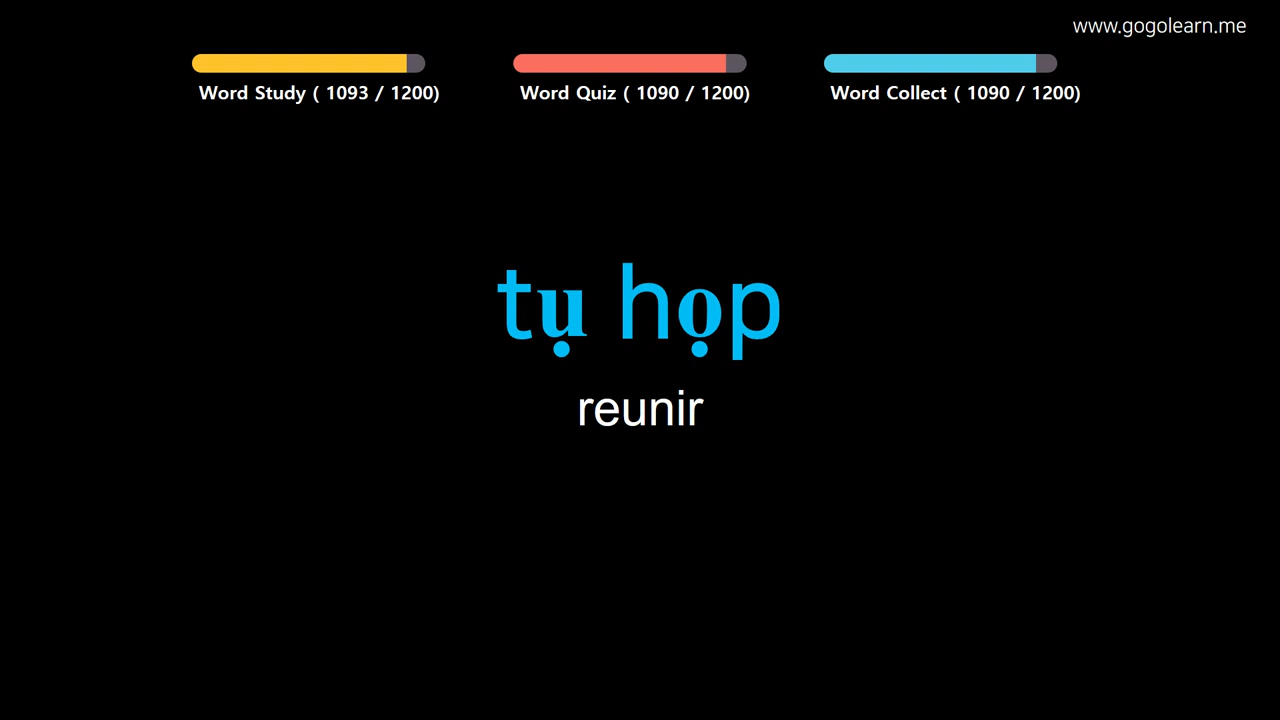 www.gogolearn.me
Word Study ( 1093 / 1200)
Word Quiz ( 1090 / 1200)
Word Collect ( 1090 / 1200)
tụ họp
reunir